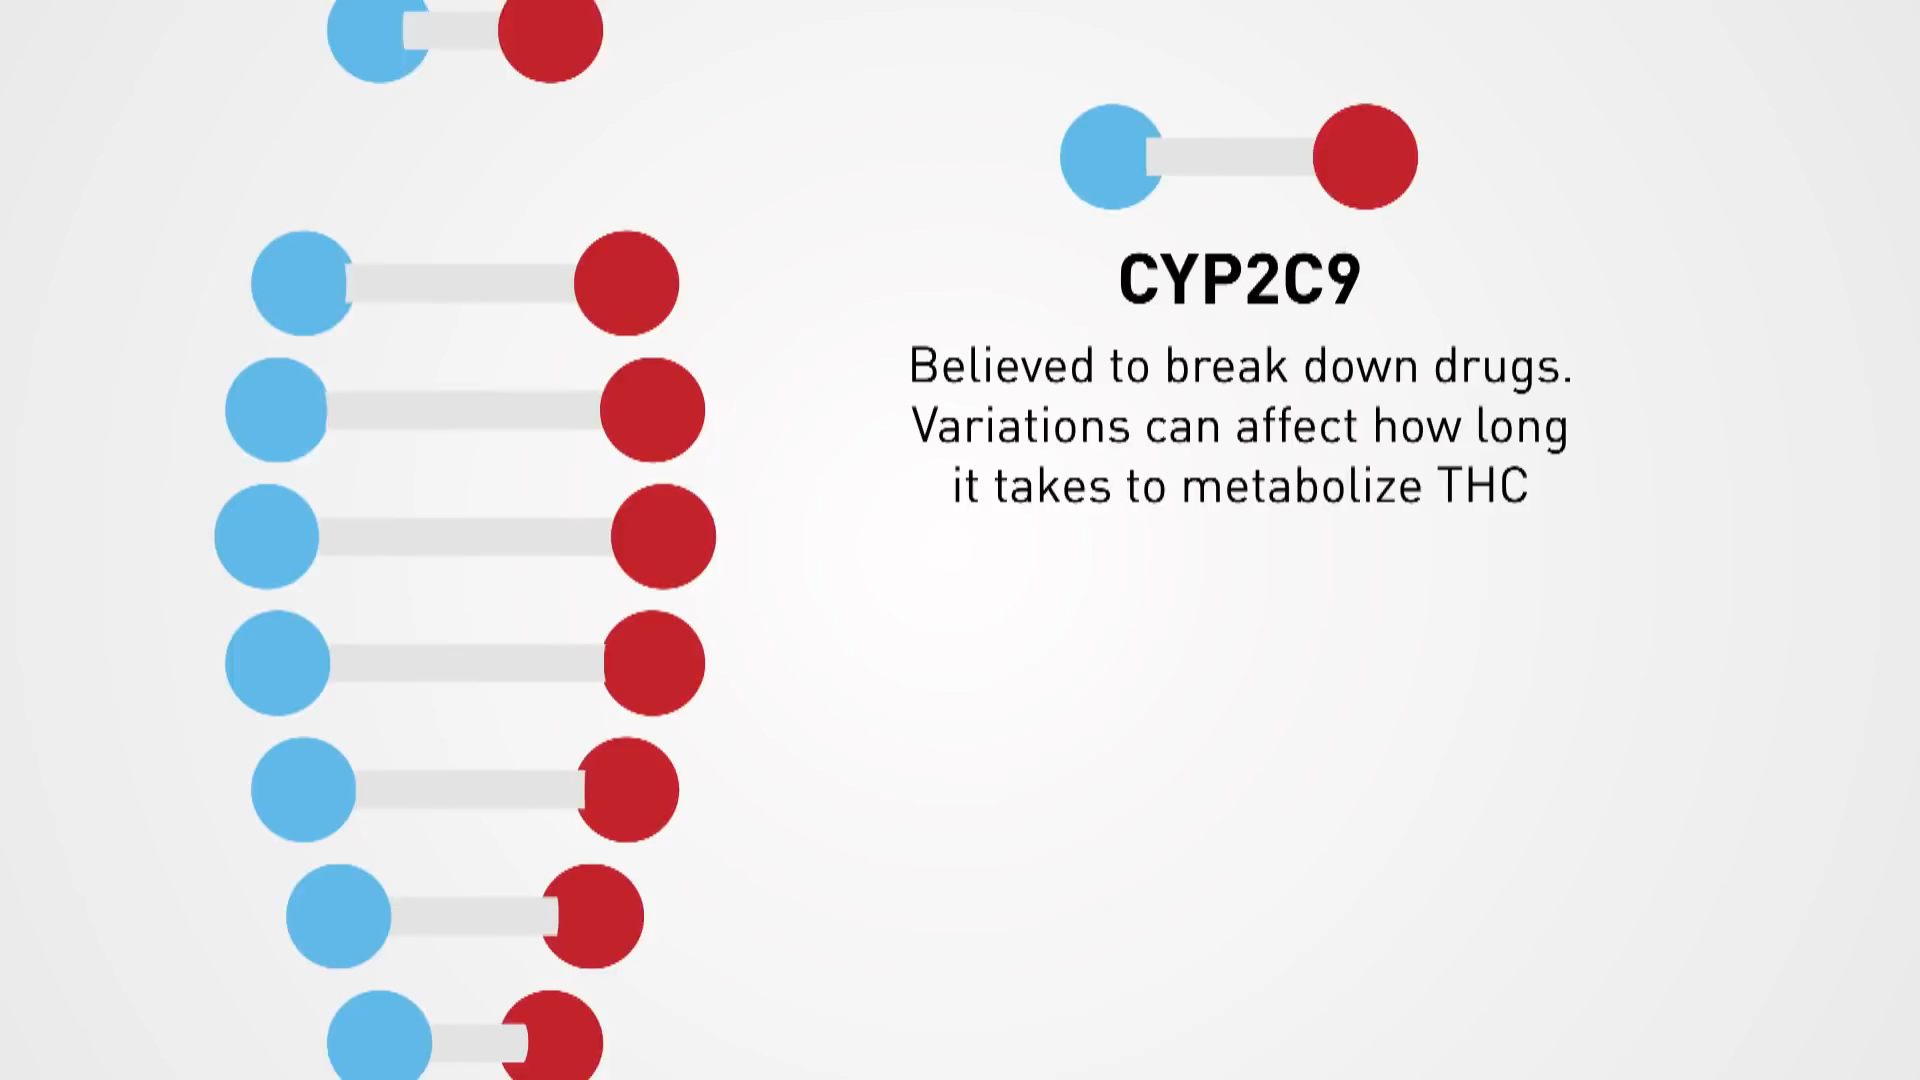 CYP2C9
Believed to break down drugs.
Variations can affect how long
it takes to metabolize THC